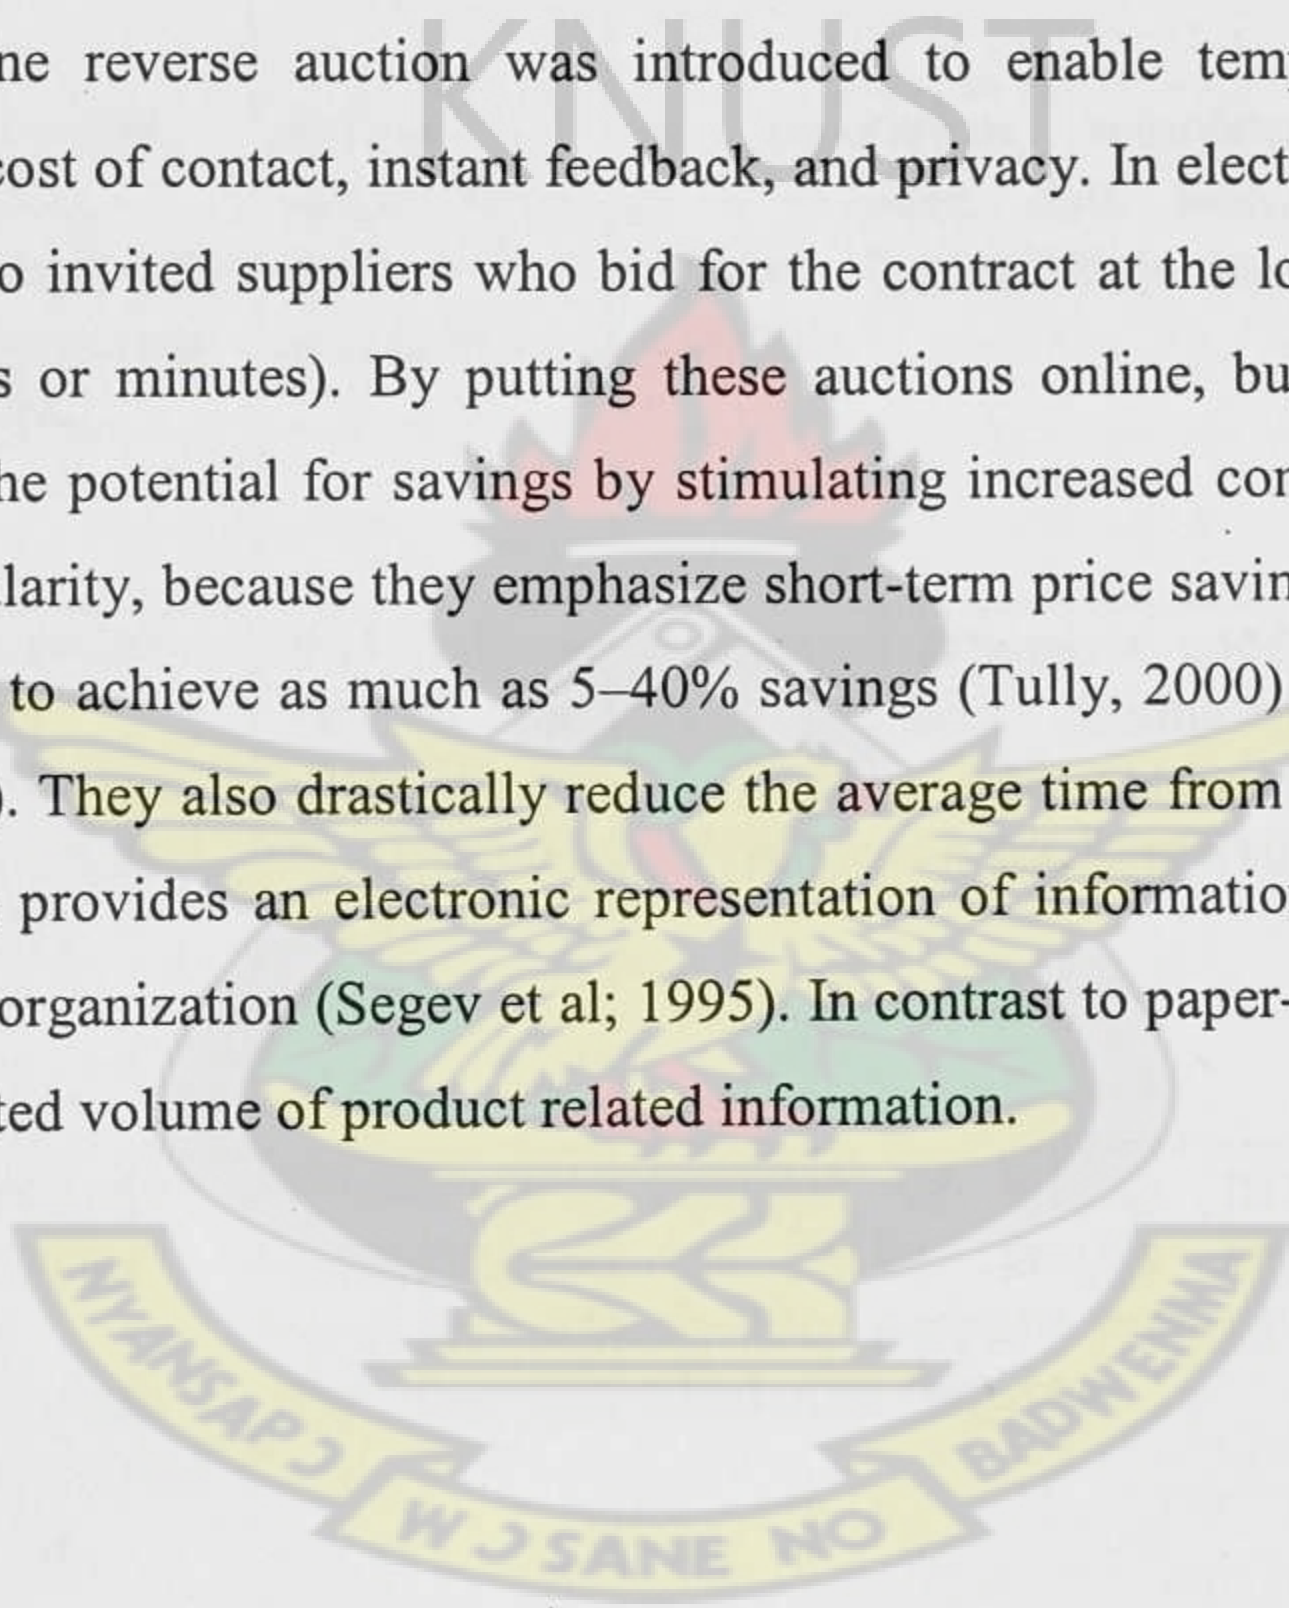 KNUST
ne reverse auction was introduced to enable temp
cost of contact, instant feedback, and privacy. In elect
o invited suppliers who bid for the contract at the lo
s or minutes). By putting these auctions online, bu
he potential for savings by stimulating increased con
larity, because they emphasize short-term price savin
to achieve as much as 5–40% savings (Tully, 2000)
). They also drastically reduce the average time from
provides an electronic representation of informatio
organization (Segev et al; 1995). In contrast to paper-
ted volume of product related information.
NYANSAPƆ
WƆSANE NO
BADWENMA